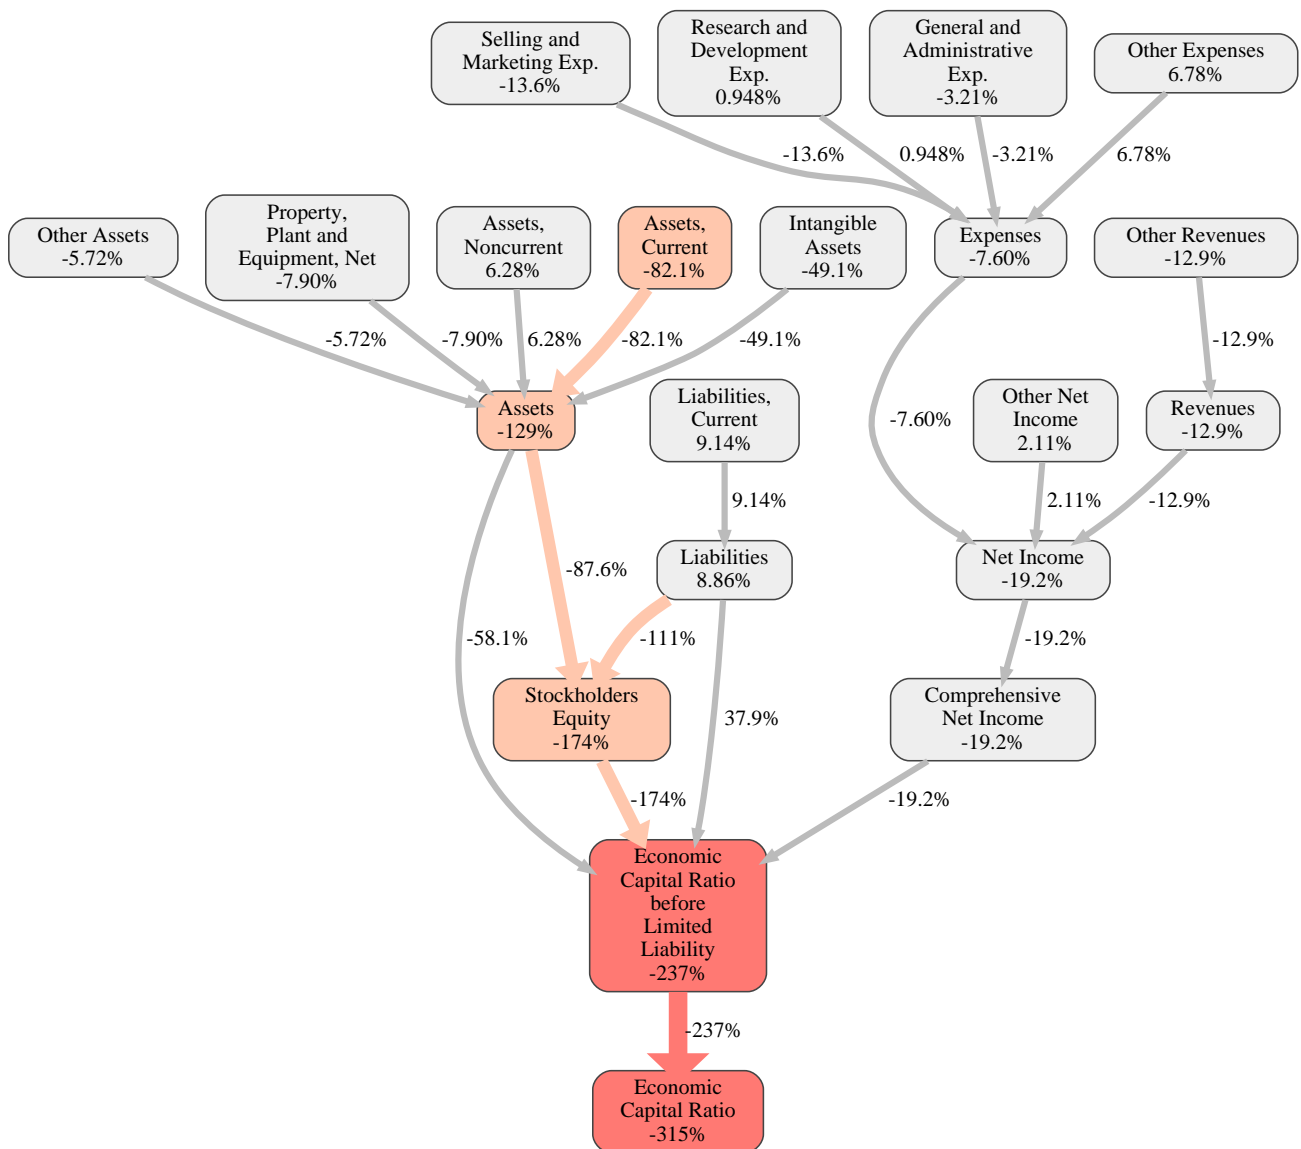 Selling and
Marketing Exp.
-13.6%
Research and
Development
Exp.
0.948%
General and
Administrative
Exp.
-3.21%
Other Expenses
6.78%
-13.6%
0.948%
-3.21%
6.78%
Other Assets
-5.72%
Property,
Plant and
Equipment, Net
-7.90%
Assets,
Noncurrent
6.28%
Assets,
Current
-82.1%
Intangible
Assets
-49.1%
Expenses
-7.60%
Other Revenues
-12.9%
-5.72%
-7.90%
6.28%
-82.1%
-49.1%
-12.9%
Assets
-129%
Liabilities,
Current
9.14%
-7.60%
Other Net
Income
2.11%
Revenues
-12.9%
9.14%
2.11%
-12.9%
-87.6%
Liabilities
8.86%
Net Income
-19.2%
-58.1%
-111%
-19.2%
Stockholders
Equity
-174%
37.9%
Comprehensive
Net Income
-19.2%
-174%
-19.2%
Economic
Capital Ratio
before
Limited
Liability
-237%
-237%
Economic
Capital Ratio
-315%